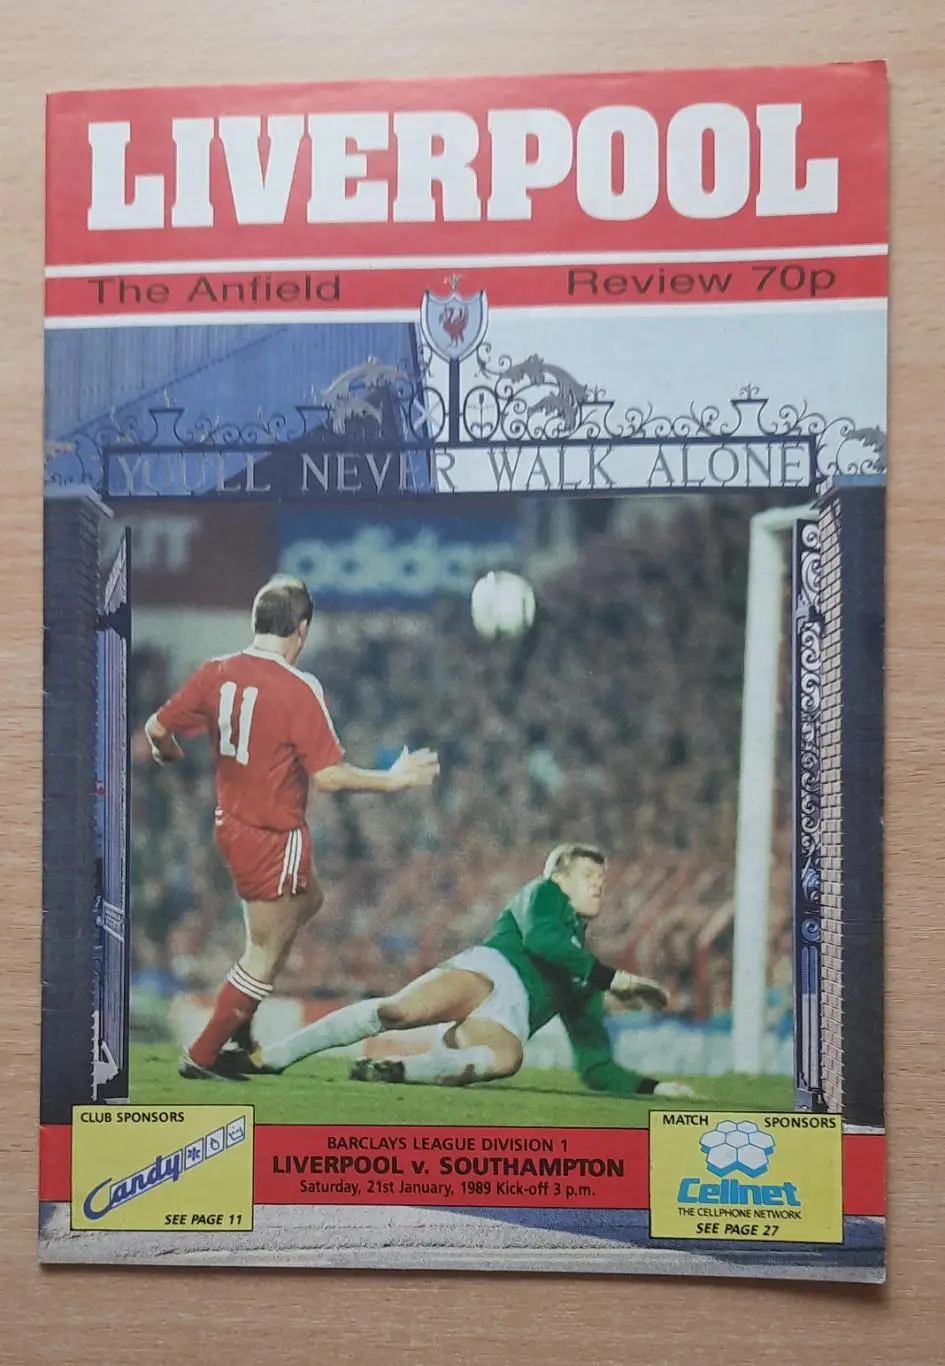 LIVERPOOL
The Anfield Review 70p
YOU'LL NEVER WALK ALONE
adidas
11
CLUB SPONSORS
Candy
SEE PAGE 11
BARCLAYS LEAGUE DIVISION 1
LIVERPOOL v. SOUTHAMPTON
Saturday, 21st January, 1989 Kick-off 3 p.m.
MATCH SPONSORS
Cellnet
THE CELLPHONE NETWORK
SEE PAGE 27